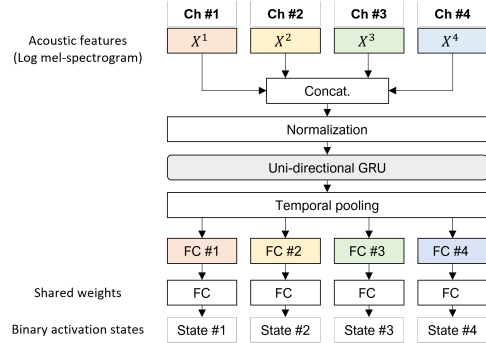 Ch #1 Ch #2 Ch #3 Ch #4
Acoustic features
(Log mel-spectrogram)
X¹ X² X³ X⁴
Concat.
Normalization
Uni-directional GRU
Temporal pooling
FC #1 FC #2 FC #3 FC #4
Shared weights FC FC FC FC
Binary activation states State #1 State #2 State #3 State #4